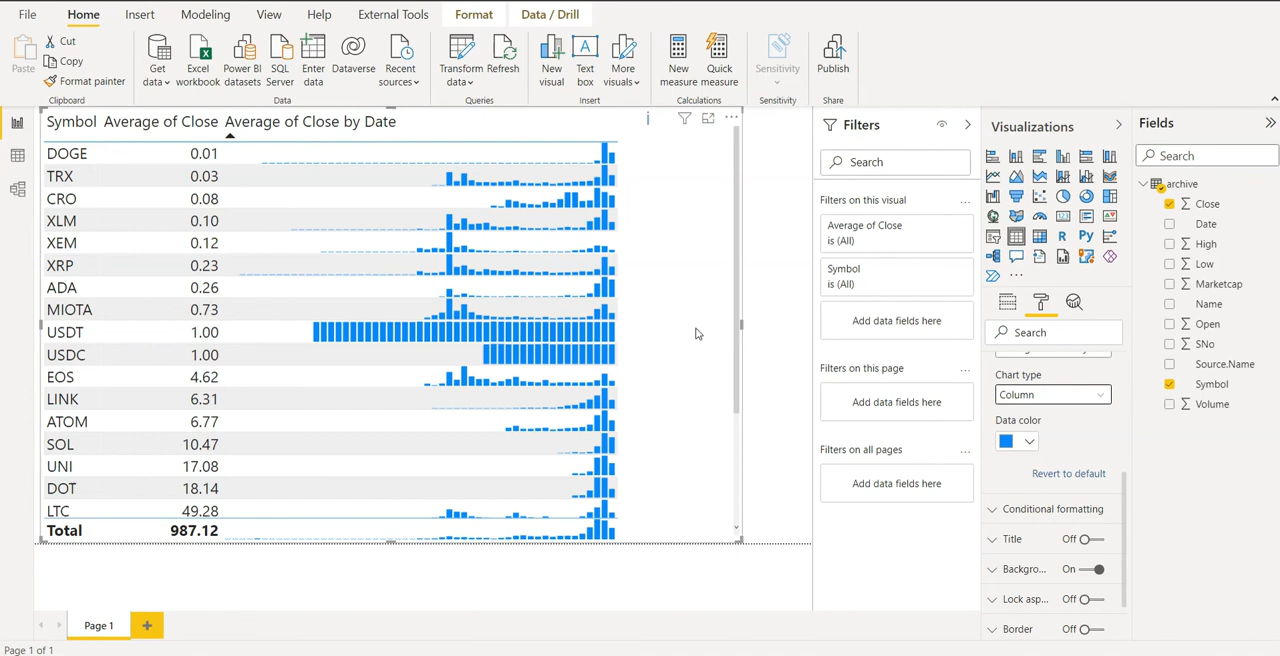 File Home Insert Modeling View Help External Tools Format Data / Drill
Paste
Cut
Copy
Format painter
Clipboard
Get data
Excel workbook
Power BI datasets
SQL Server
Enter data
Dataverse
Recent sources
Data
Transform data
Refresh
Queries
New visual
Text box
More visuals
Insert
New measure
Quick measure
Calculations
Sensitivity
Sensitivity
Publish
Share
Symbol Average of Close Average of Close by Date
DOGE 0.01
TRX 0.03
CRO 0.08
XLM 0.10
XEM 0.12
XRP 0.23
ADA 0.26
MIOTA 0.73
USDT 1.00
USDC 1.00
EOS 4.62
LINK 6.31
ATOM 6.77
SOL 10.47
UNI 17.08
DOT 18.14
LTC 49.28
Total 987.12
Filters
Search
Filters on this visual ...
Average of Close
is (All)
Symbol
is (All)
Add data fields here
Filters on this page ...
Add data fields here
Filters on all pages ...
Add data fields here
Visualizations
R Py
Search
Chart type
Column
Data color
Revert to default
Conditional formatting
Title Off
Backgro... On
Lock asp... Off
Border Off
Fields
Search
archive
Close
Date
High
Low
Marketcap
Name
Open
SNo
Source.Name
Symbol
Volume
Page 1
Page 1 of 1